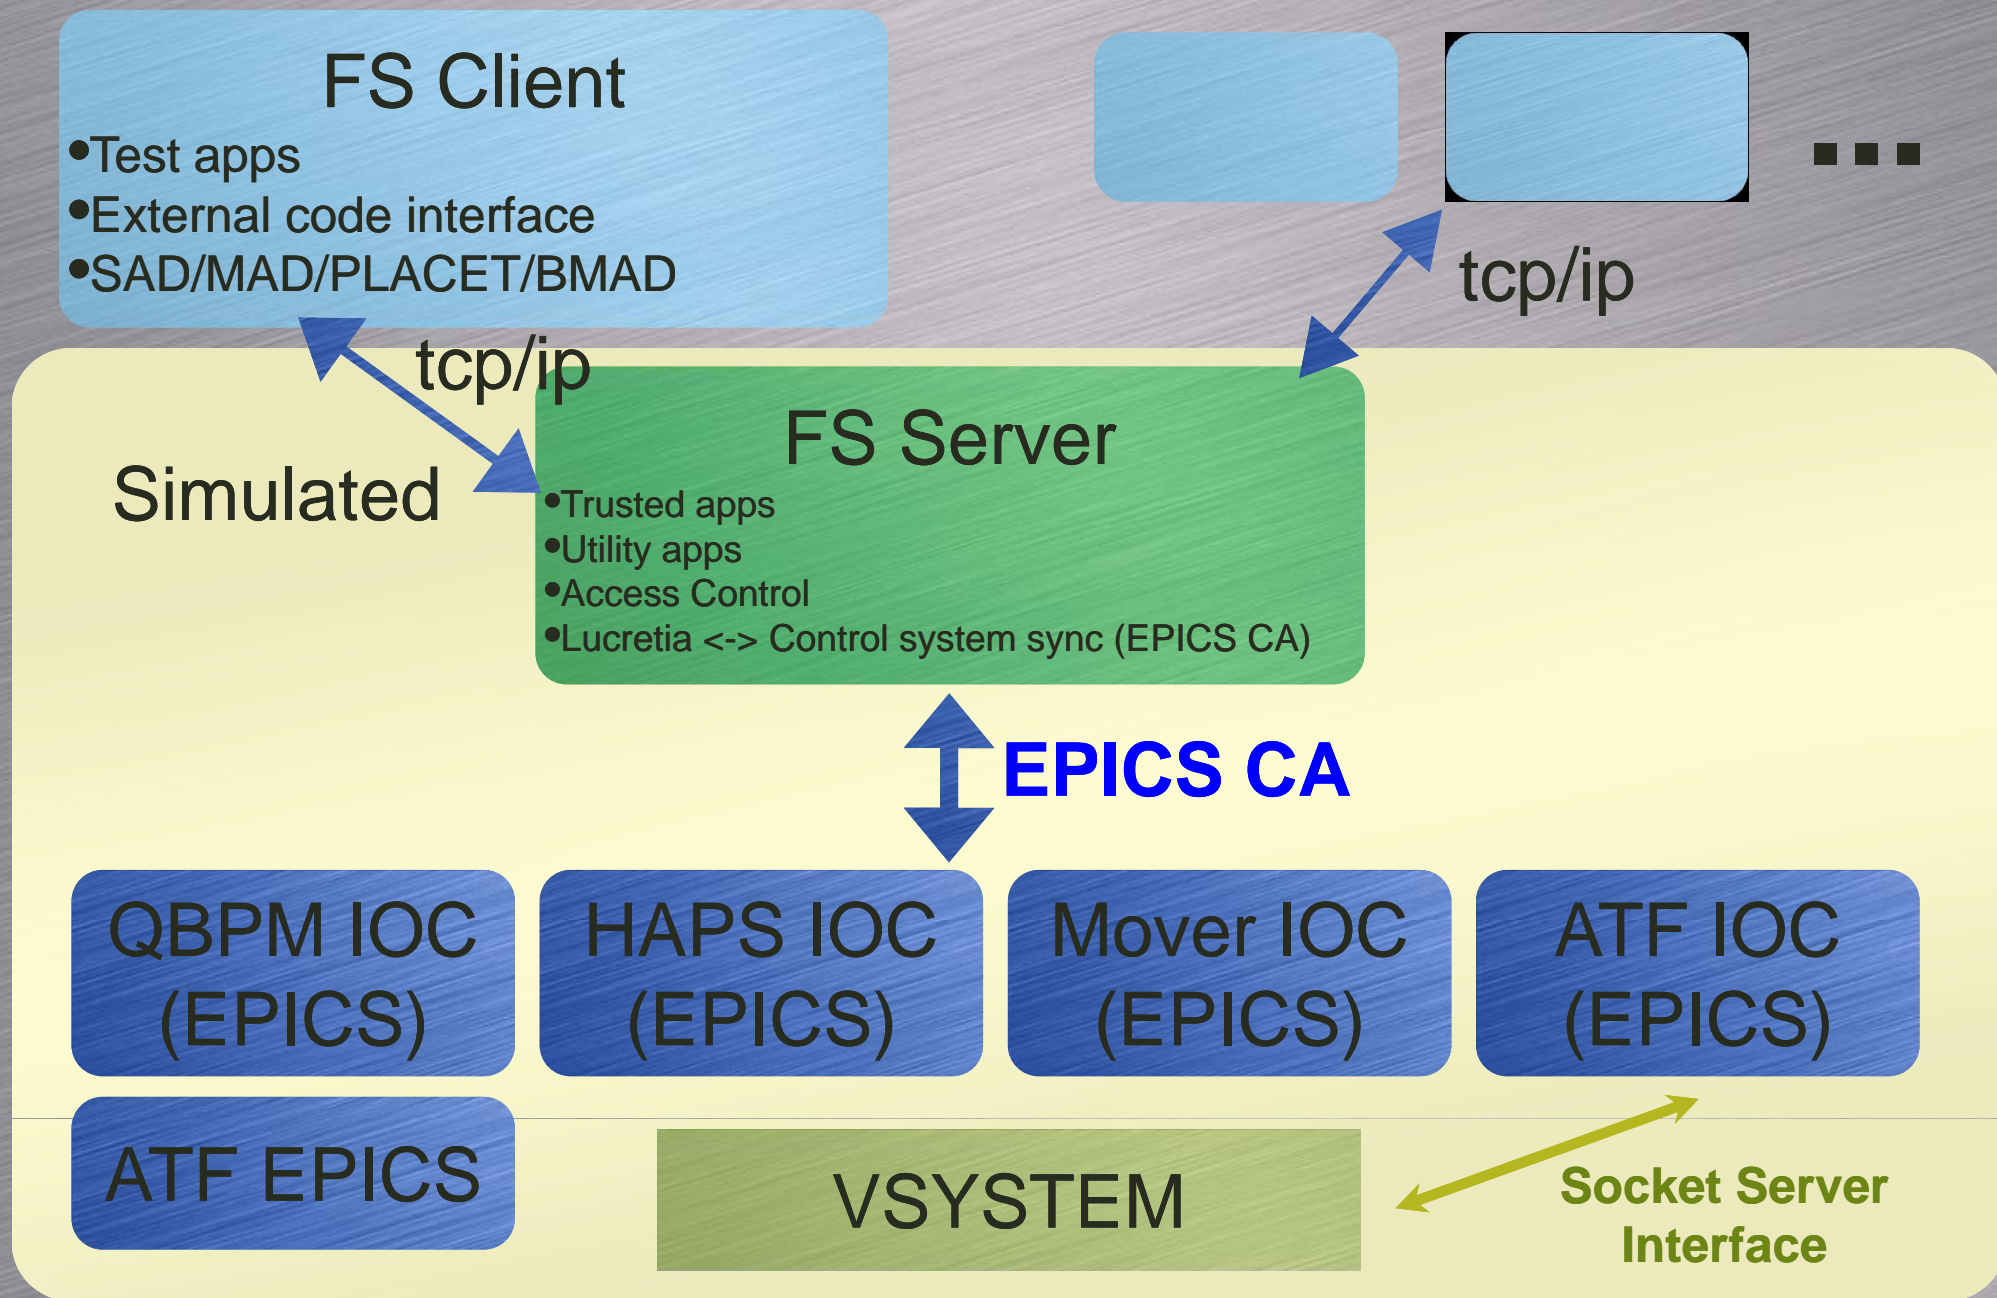 FS Client
•Test apps
•External code interface
•SAD/MAD/PLACET/BMAD
...
tcp/ip
tcp/ip
Simulated
FS Server
•Trusted apps
•Utility apps
•Access Control
•Lucretia <-> Control system sync (EPICS CA)
EPICS CA
QBPM IOC
(EPICS)
HAPS IOC
(EPICS)
Mover IOC
(EPICS)
ATF IOC
(EPICS)
ATF EPICS
VSYSTEM
Socket Server
Interface